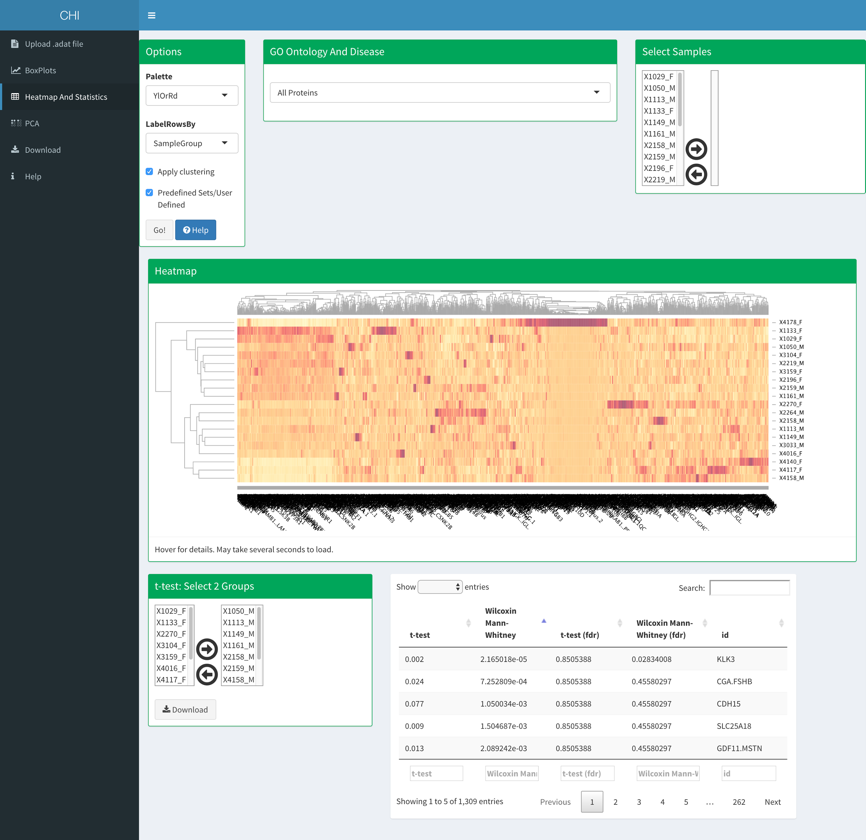 CHI
Upload .adat file
BoxPlots
Heatmap And Statistics
PCA
Download
Help
Options
Palette
YlOrRd
LabelRowsBy
SampleGroup
Apply clustering
Predefined Sets/User
Defined
Go!
Help
GO Ontology And Disease
All Proteins
Select Samples
X1029_F
X1050_M
X1113_M
X1133_F
X1149_M
X1161_M
X2158_M
X2159_M
X2196_F
X2219_M
Heatmap
X4178_F
X1133_F
X1029_F
X1050_M
X3104_F
X2219_M
X3159_F
X2196_F
X2159_M
X1161_M
X2270_F
X2264_M
X2158_M
X1113_M
X1149_M
X3033_M
X4016_F
X4140_F
X4117_F
X4158_M
Hover for details. May take several seconds to load.
t-test: Select 2 Groups
X1029_F
X1133_F
X2270_F
X3104_F
X3159_F
X4016_F
X4117_F
X1050_M
X1113_M
X1149_M
X1161_M
X2158_M
X2159_M
X4158_M
Download
Show entries
Search:
t-test Wilcoxin Mann-Whitney t-test (fdr) Wilcoxin Mann-Whitney (fdr) id
0.002 2.165018e-05 0.8505388 0.02834008 KLK3
0.024 7.252809e-04 0.8505388 0.45580297 CGA.FSHB
0.077 1.050034e-03 0.8505388 0.45580297 CDH15
0.009 1.504687e-03 0.8505388 0.45580297 SLC25A18
0.013 2.089242e-03 0.8505388 0.45580297 GDF11.MSTN
t-test Wilcoxin Man Wilcoxin Mann-W t-test (fdr) id
Showing 1 to 5 of 1,309 entries
Previous 1 2 3 4 5 … 262 Next